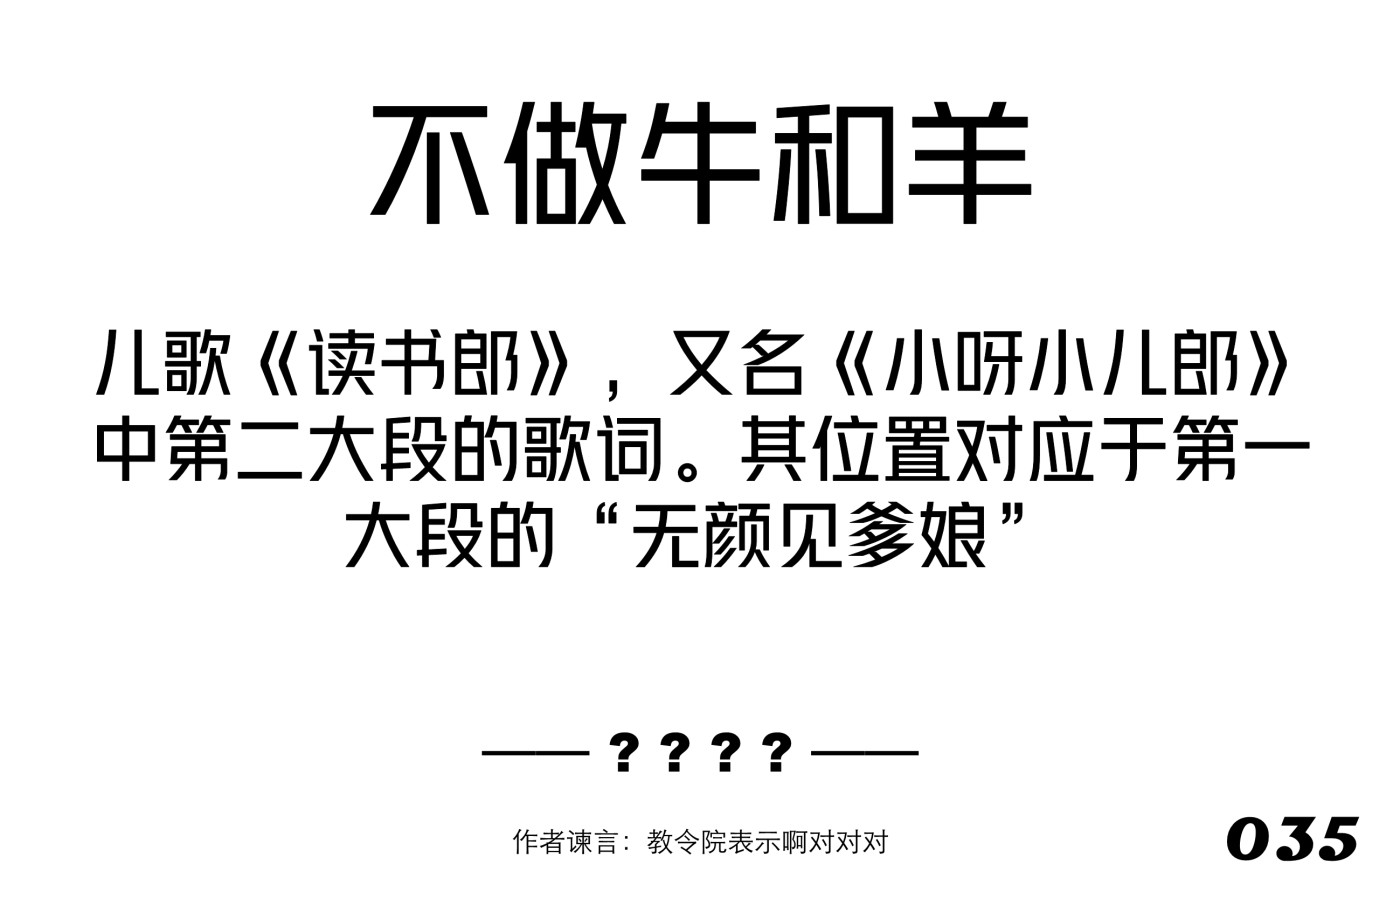 不做牛和羊
儿歌《读书郎》，又名《小呀小儿郎》
中第二大段的歌词。其位置对应于第一
大段的“无颜见爹娘”
——？？？？——
作者谏言：教令院表示啊对对对
035